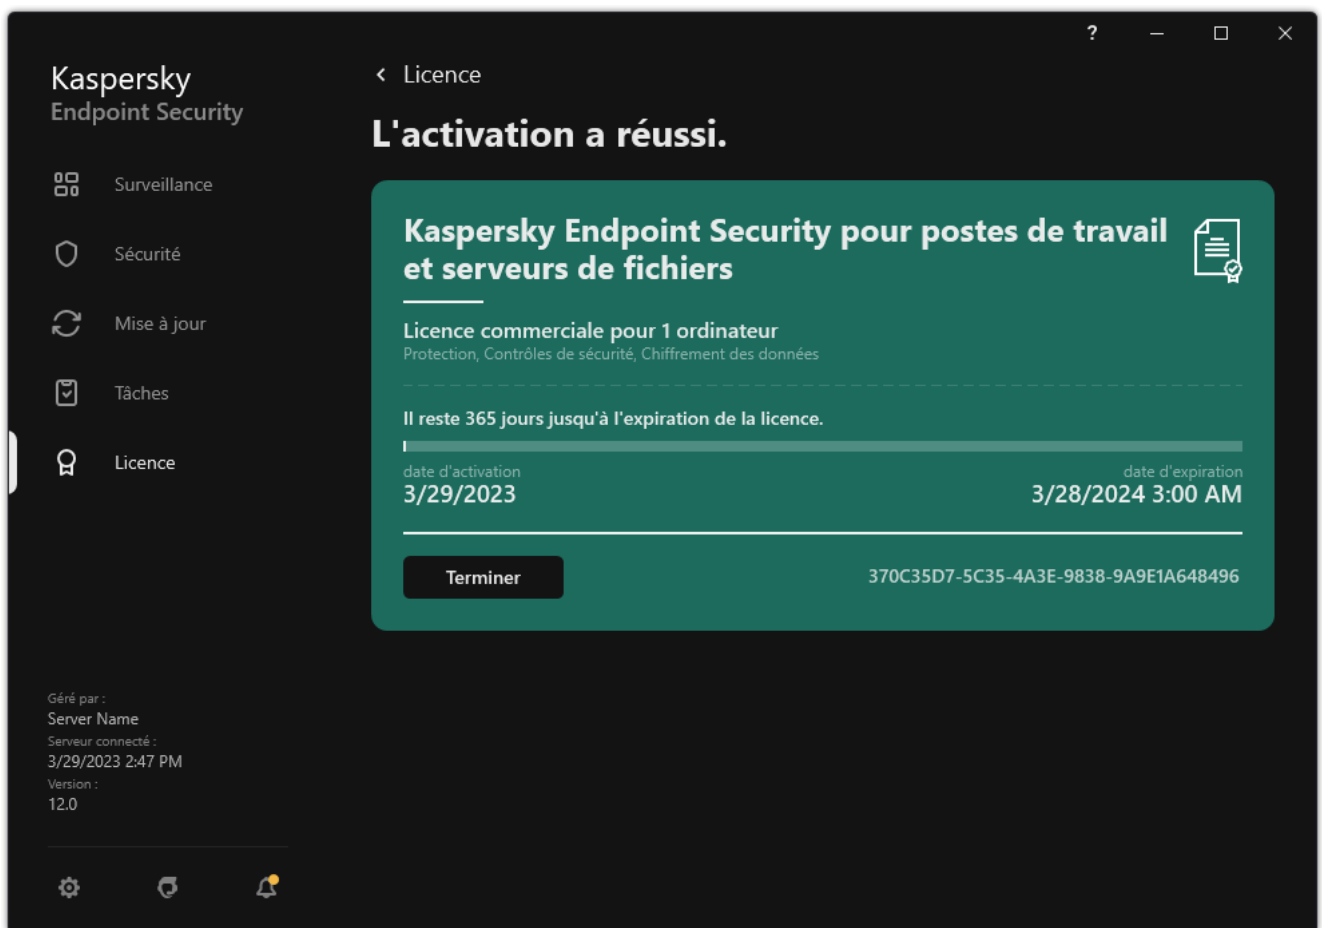 ?
Kaspersky
Endpoint Security
Surveillance
Sécurité
Mise à jour
Tâches
Licence
Géré par :
Server Name
Serveur connecté :
3/29/2023 2:47 PM
Version :
12.0
Licence
L'activation a réussi.
Kaspersky Endpoint Security pour postes de travail
et serveurs de fichiers
Licence commerciale pour 1 ordinateur
Protection, Contrôles de sécurité, Chiffrement des données
Il reste 365 jours jusqu'à l'expiration de la licence.
date d'activation
3/29/2023
date d'expiration
3/28/2024 3:00 AM
Terminer
370C35D7-5C35-4A3E-9838-9A9E1A648496